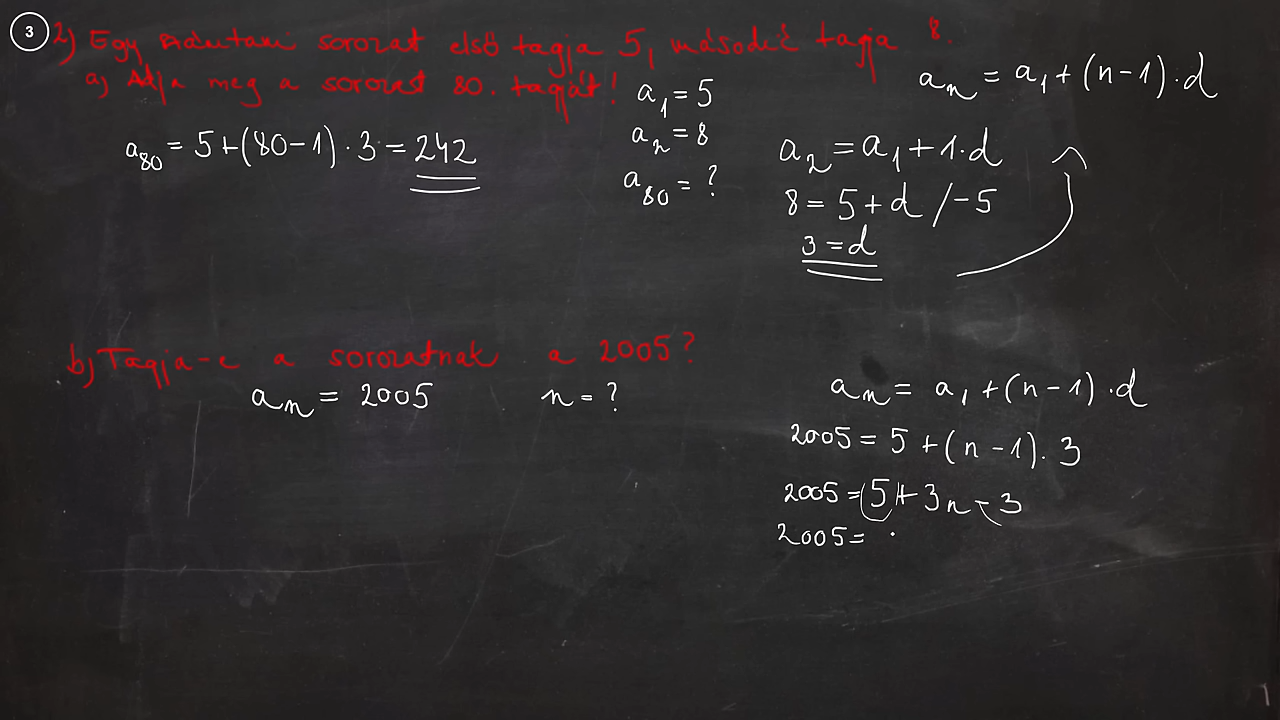 3
2) Egy számtani sorozat első tagja 5, második tagja 8.
a) Adja meg a sorozat 80. tagját!
a₁ = 5
a₂ = 8
a₈₀ = ?
aₙ = a₁ + (n-1)·d
a₈₀ = 5+(80-1)·3 = 242
a₂ = a₁ + 1·d
8 = 5 + d /-5
3 = d
b) Tagja-e a sorozatnak a 2005?
aₙ = 2005 n = ?
aₙ = a₁ + (n-1)·d
2005 = 5 + (n-1)·3
2005 = 5 + 3n - 3
2005 =